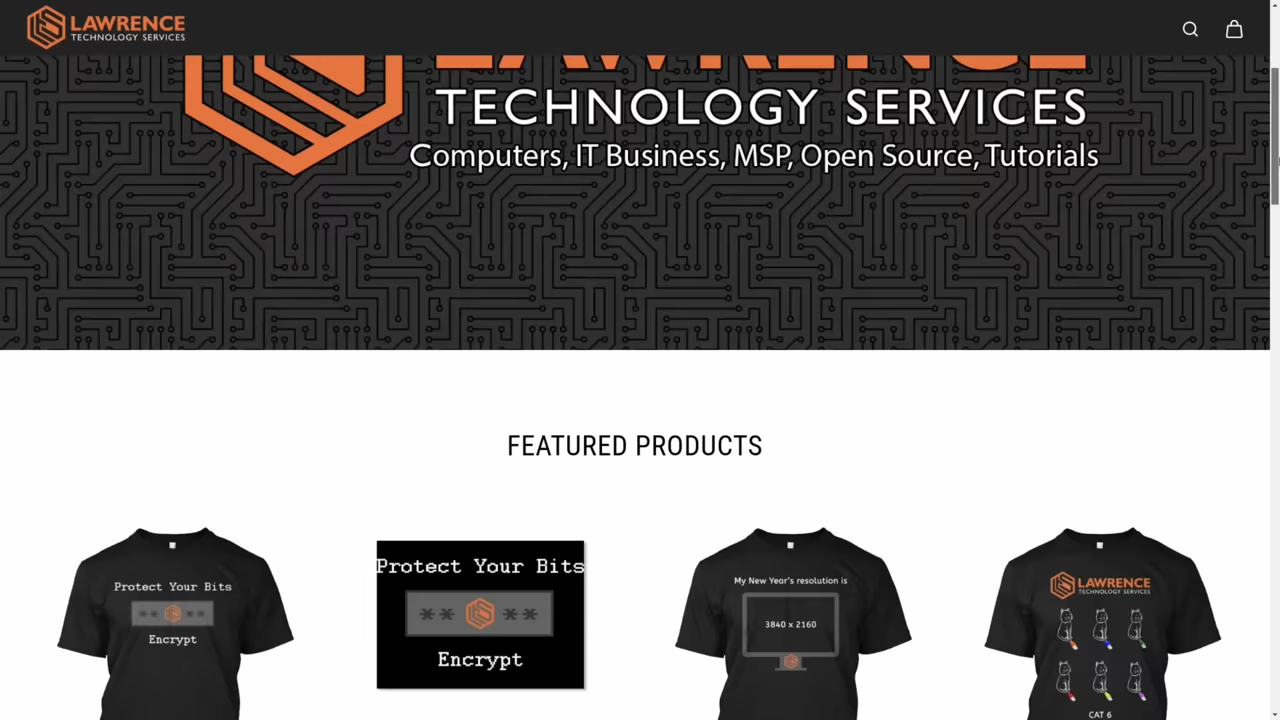 LAWRENCE
TECHNOLOGY SERVICES
LAWRENCE
TECHNOLOGY SERVICES
Computers, IT Business, MSP, Open Source, Tutorials
FEATURED PRODUCTS
Protect Your Bits
** **
Encrypt
Protect Your Bits
** **
Encrypt
My New Year's resolution is
3840 x 2160
LAWRENCE
TECHNOLOGY SERVICES
CAT 6